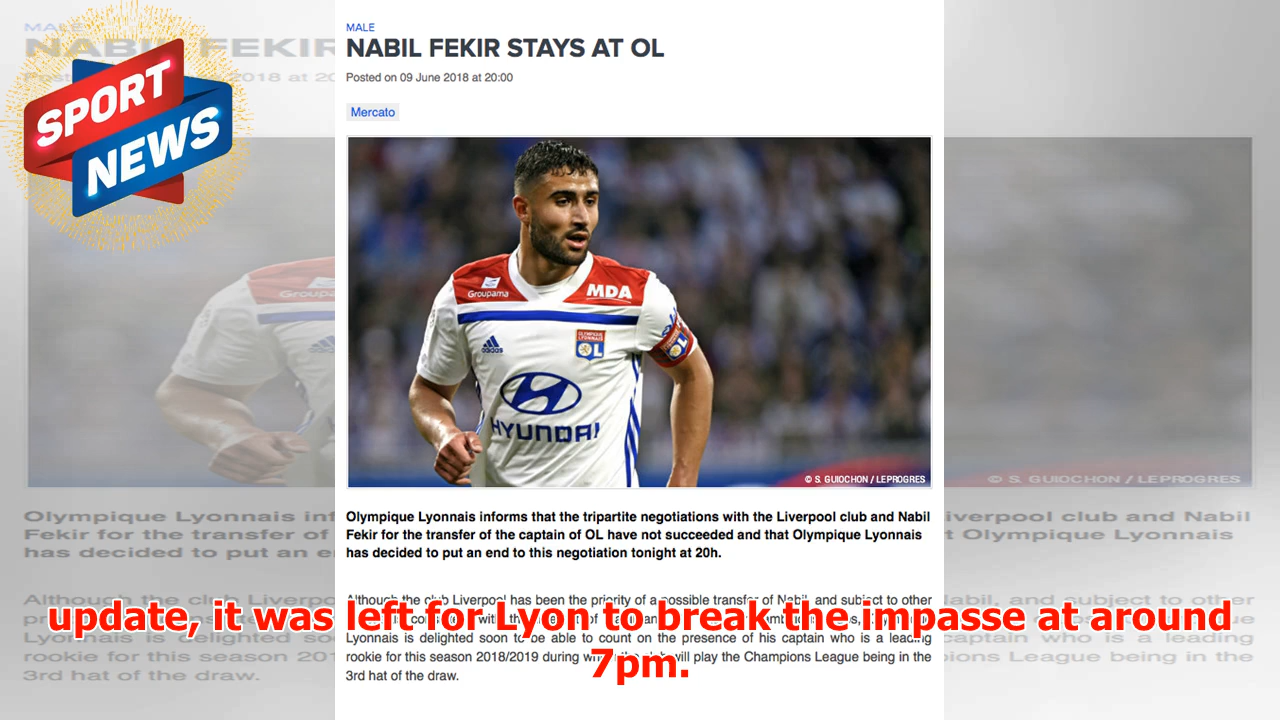 MALE
NABIL FEKIR STAYS AT OL
Posted on 09 June 2018 at 20:00
Mercato
SPORT
NEWS
Groupama
MDA
adidas
OLYMPIQUE
LYONNAIS
OL
HYUNDAI
© S. GUIOCHON / LEPROGRES
Olympique Lyonnais informs that the tripartite negotiations with the Liverpool club and Nabil
Fekir for the transfer of the captain of OL have not succeeded and that Olympique Lyonnais
has decided to put an end to this negotiation tonight at 20h.
Although the club Liverpool has been the priority of a possible transfer of Nabil, and subject to other
Lyonnais is delighted soon to be able to count on the presence of his captain who is a leading
rookie for this season 2018/2019 during will play the Champions League being in the
3rd hat of the draw.
update, it was left for Lyon to break the impasse at around
7pm.